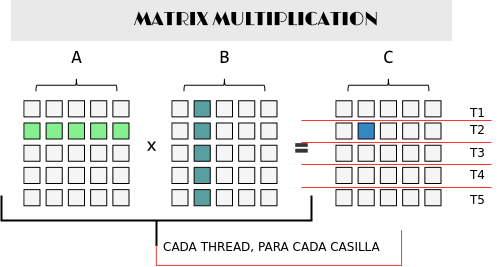 MATRIX MULTIPLICATION
A B C
T1
T2
x =
T3
T4
T5
CADA THREAD, PARA CADA CASILLA